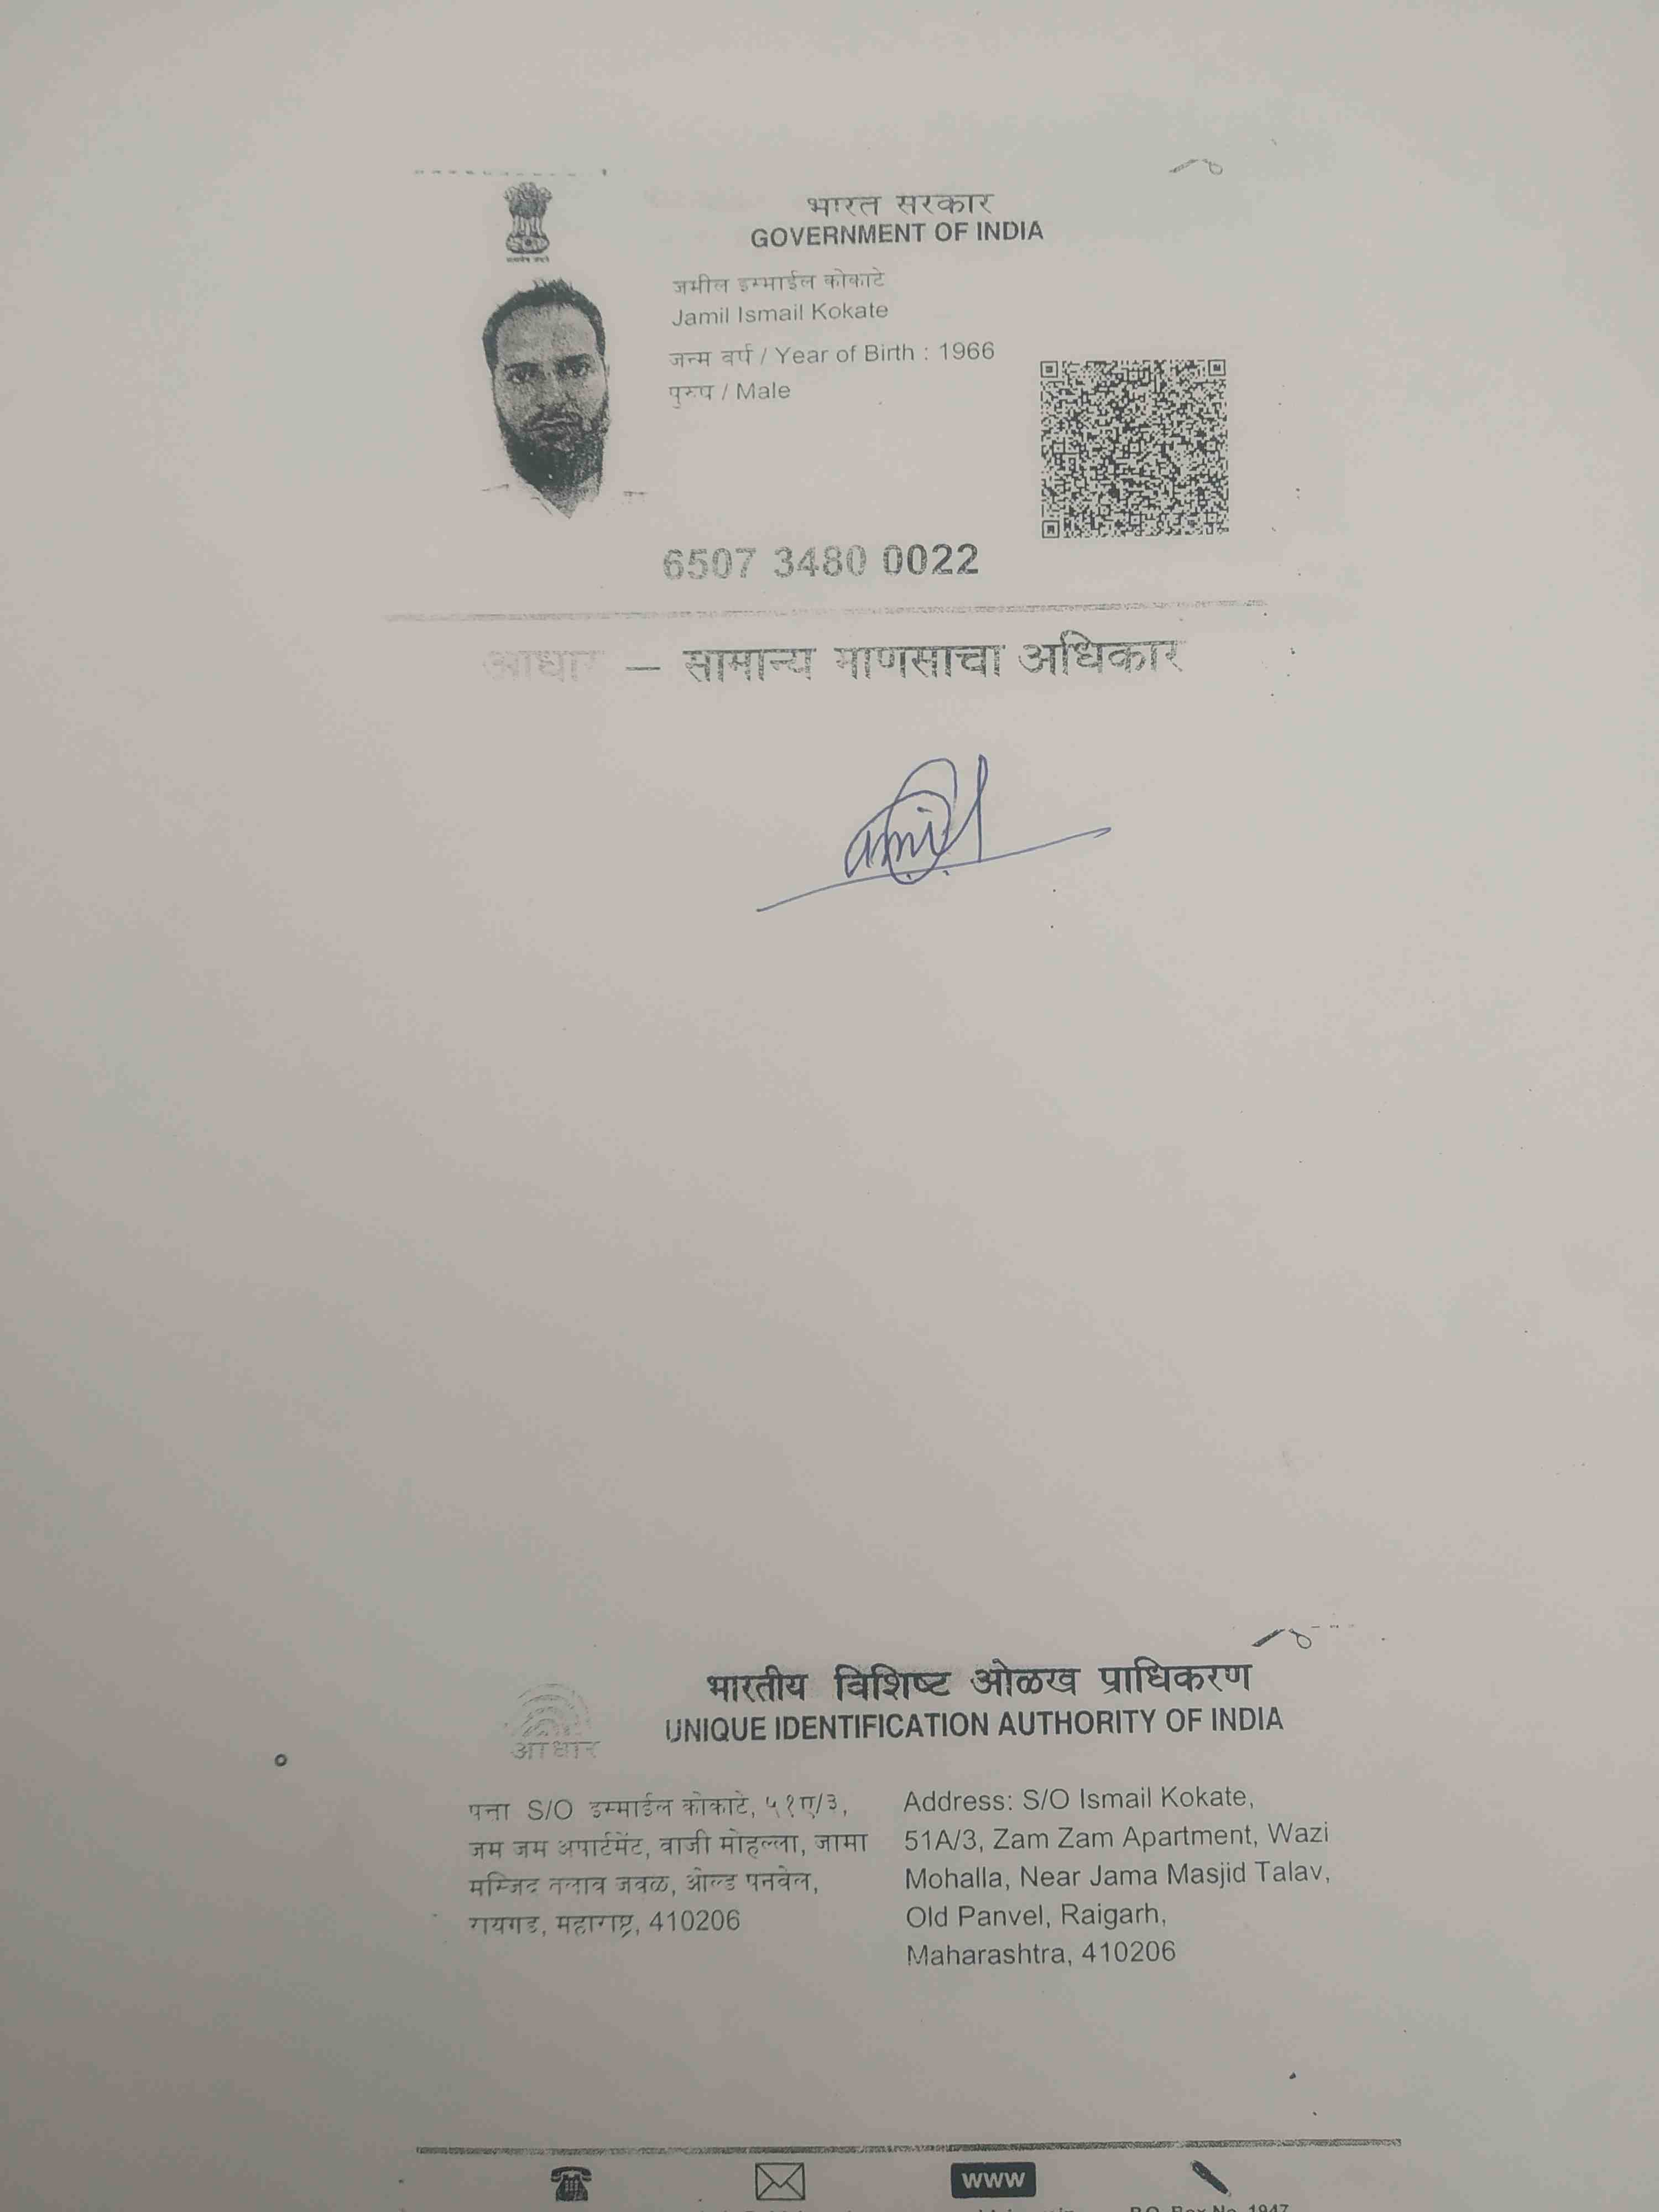 भारत सरकार
GOVERNMENT OF INDIA
जमील इस्माईल कोकाटे
Jamil Ismail Kokate
जन्म वर्ष / Year of Birth : 1966
पुरुष / Male
6507 3480 0022
आधार — सामान्य माणसाचा अधिकार
भारतीय विशिष्ट ओळख प्राधिकरण
UNIQUE IDENTIFICATION AUTHORITY OF INDIA
आधार
पत्ता S/O इस्माईल कोकाटे, ५१ए/३,
जम जम अपार्टमेंट, वाजी मोहल्ला, जामा
मस्जिद तलाव जवळ, ओल्ड पनवेल,
रायगड, महाराष्ट्र, 410206
Address: S/O Ismail Kokate,
51A/3, Zam Zam Apartment, Wazi
Mohalla, Near Jama Masjid Talav,
Old Panvel, Raigarh,
Maharashtra, 410206
www
P.O. Box No. 1947